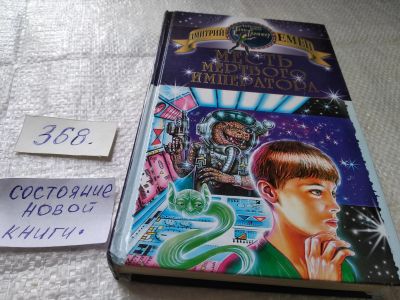 ДМИТРИЙ ЕМЕЦ
МЕСТЬ
МЕРТВОГО
ИМПЕРАТОРА
368.
СОСТОЯНИЕ
НОВОЙ
КНИГИ.